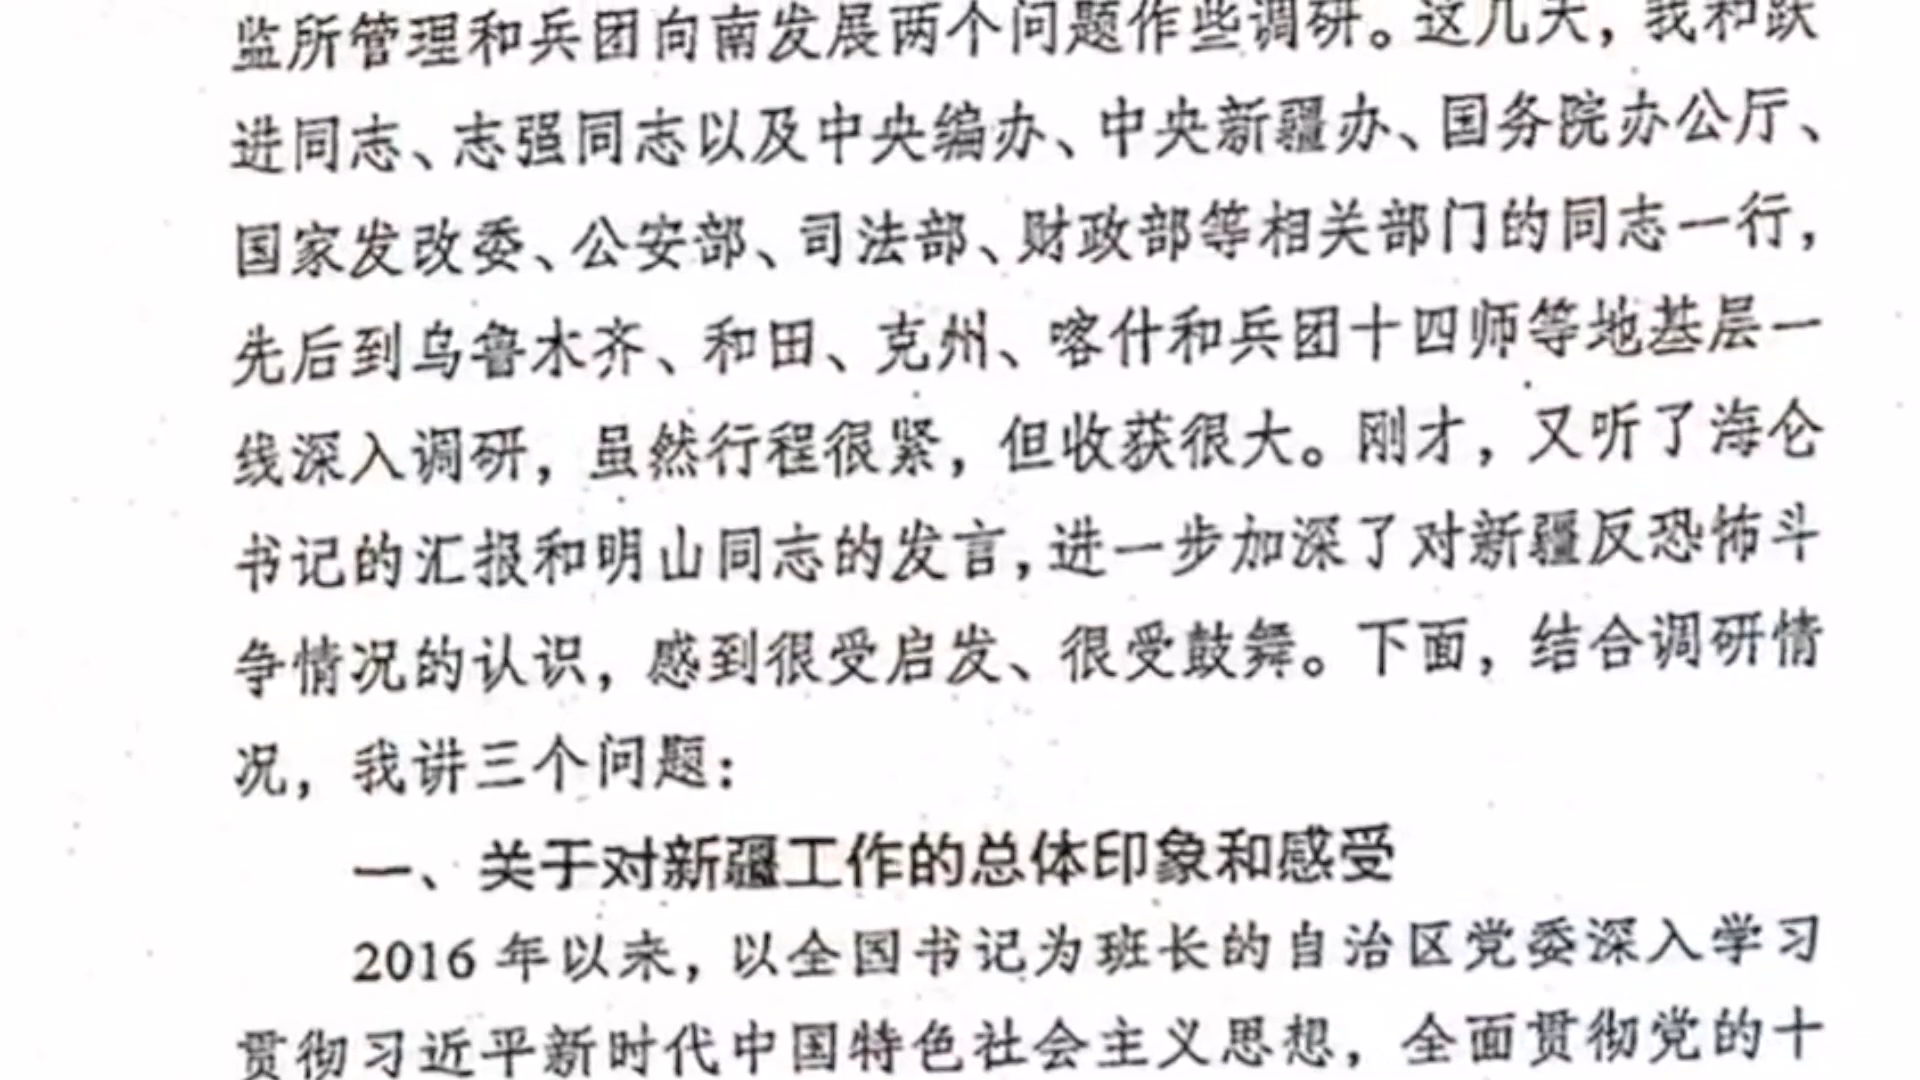 监所管理和兵团向南发展两个问题作些调研。这几天，我和跃
进同志、志强同志以及中央编办、中央新疆办、国务院办公厅、
国家发改委、公安部、司法部、财政部等相关部门的同志一行，
先后到乌鲁木齐、和田、克州、喀什和兵团十四师等地基层一
线深入调研，虽然行程很紧，但收获很大。刚才，又听了海仑
书记的汇报和明山同志的发言，进一步加深了对新疆反恐怖斗
争情况的认识，感到很受启发、很受鼓舞。下面，结合调研情
况，我讲三个问题：
一、关于对新疆工作的总体印象和感受
2016 年以来，以全国书记为班长的自治区党委深入学习
贯彻习近平新时代中国特色社会主义思想，全面贯彻党的十